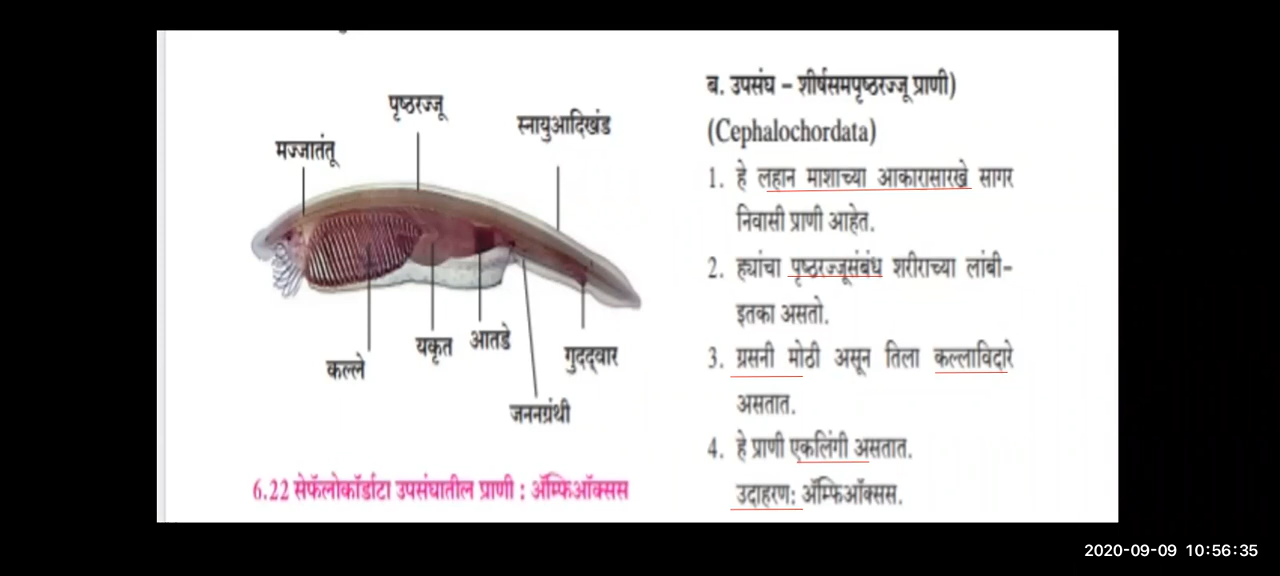 पृष्ठरज्जू
स्नायुआदिखंड
मज्जातंतू
कल्ले
यकृत
आतडे
गुदद्वार
जननग्रंथी
6.22 सेफॅलोकॉर्डाटा उपसंघातील प्राणी : ॲम्फिऑक्सस
ब. उपसंघ – शीर्षसमपृष्ठरज्जू प्राणी)
(Cephalochordata)
1. हे लहान माशाच्या आकारासारखे सागर
निवासी प्राणी आहेत.
2. ह्यांचा पृष्ठरज्जूसंबंध शरीराच्या लांबी-
इतका असतो.
3. ग्रसनी मोठी असून तिला कल्लाविदारे
असतात.
4. हे प्राणी एकलिंगी असतात.
उदाहरण: ॲम्फिऑक्सस.
2020-09-09 10:56:35